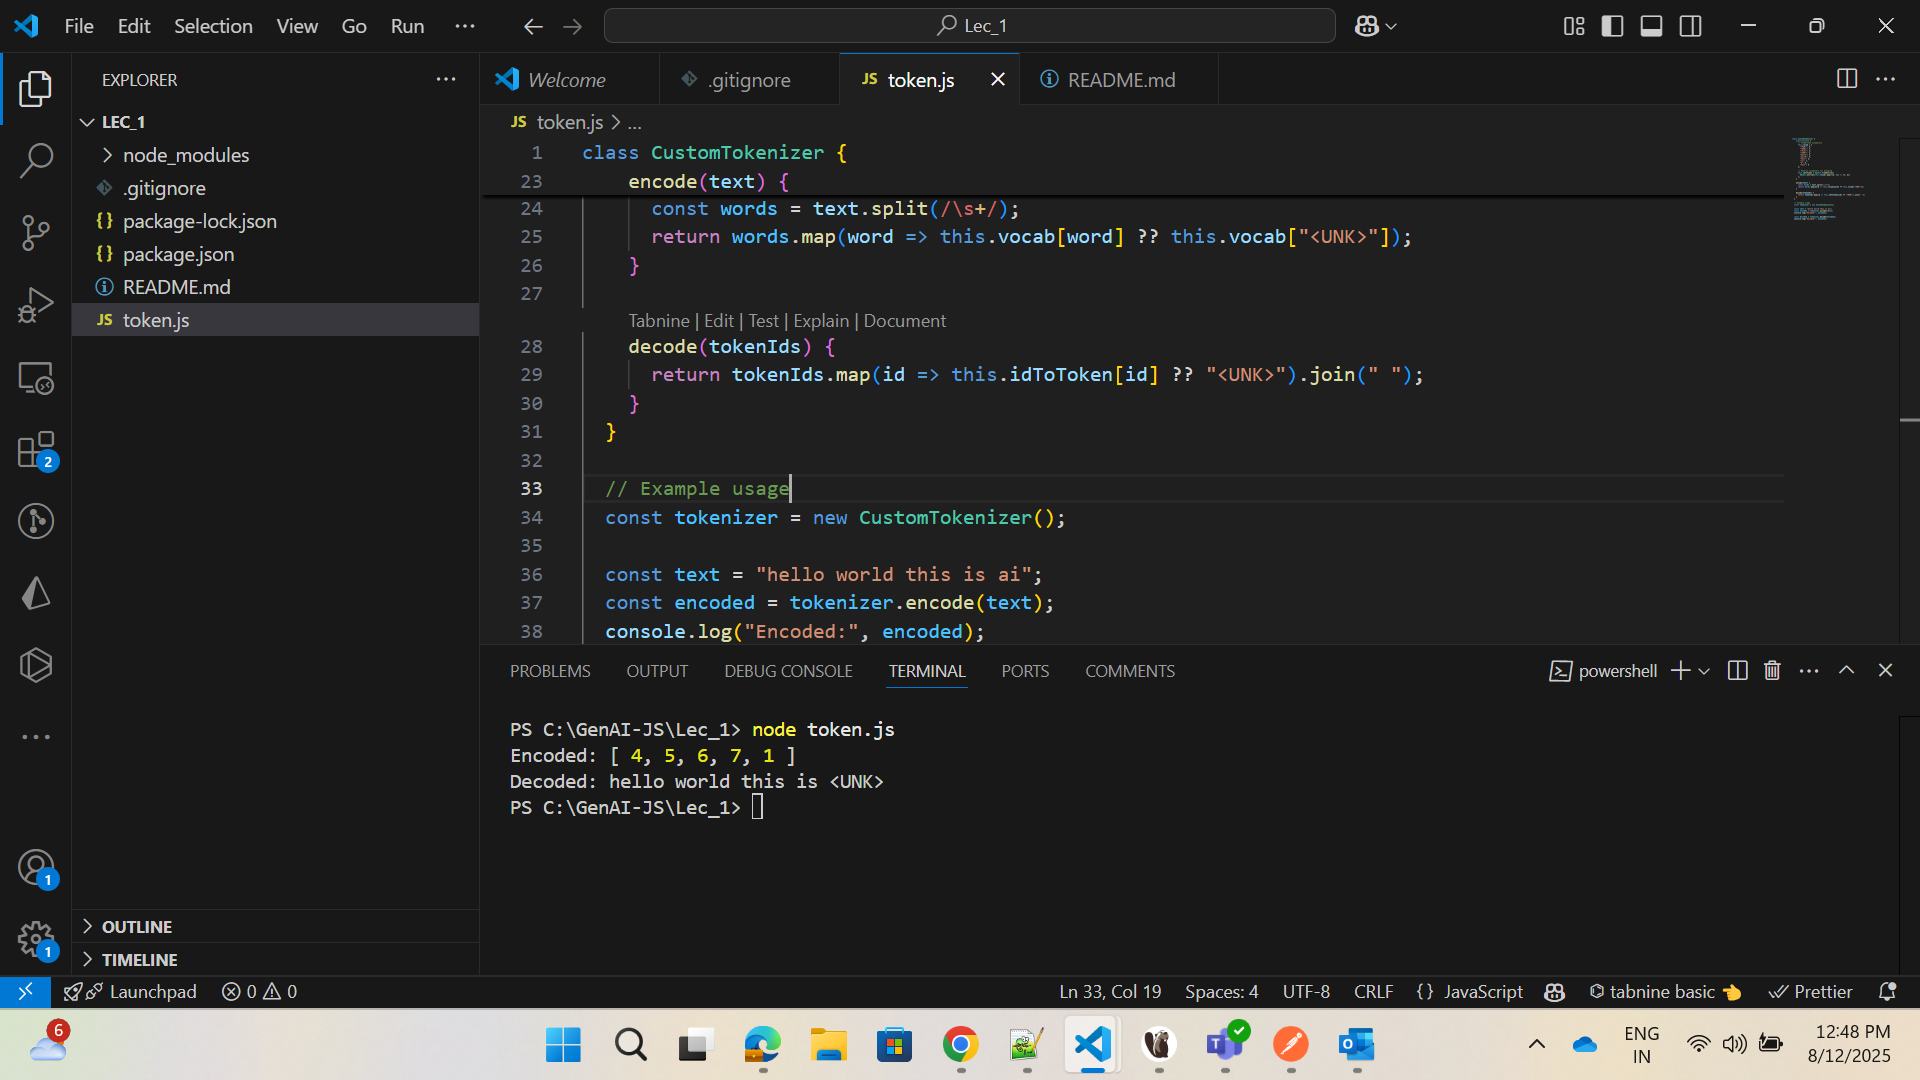 File Edit Selection View Go Run ...
Lec_1
EXPLORER
LEC_1
node_modules
.gitignore
{} package-lock.json
{} package.json
README.md
JS token.js
OUTLINE
TIMELINE
Welcome .gitignore JS token.js README.md
JS token.js > ...
1 class CustomTokenizer {
23 encode(text) {
24 const words = text.split(/\s+/);
25 return words.map(word => this.vocab[word] ?? this.vocab["<UNK>"]);
26 }
27
Tabnine | Edit | Test | Explain | Document
28 decode(tokenIds) {
29 return tokenIds.map(id => this.idToToken[id] ?? "<UNK>").join(" ");
30 }
31 }
32
33 // Example usage
34 const tokenizer = new CustomTokenizer();
35
36 const text = "hello world this is ai";
37 const encoded = tokenizer.encode(text);
38 console.log("Encoded:", encoded);
PROBLEMS OUTPUT DEBUG CONSOLE TERMINAL PORTS COMMENTS
powershell
PS C:\GenAI-JS\Lec_1> node token.js
Encoded: [ 4, 5, 6, 7, 1 ]
Decoded: hello world this is <UNK>
PS C:\GenAI-JS\Lec_1>
2
1
1
Launchpad 0 0
Ln 33, Col 19 Spaces: 4 UTF-8 CRLF {} JavaScript tabnine basic Prettier
6
ENG
IN
12:48 PM
8/12/2025